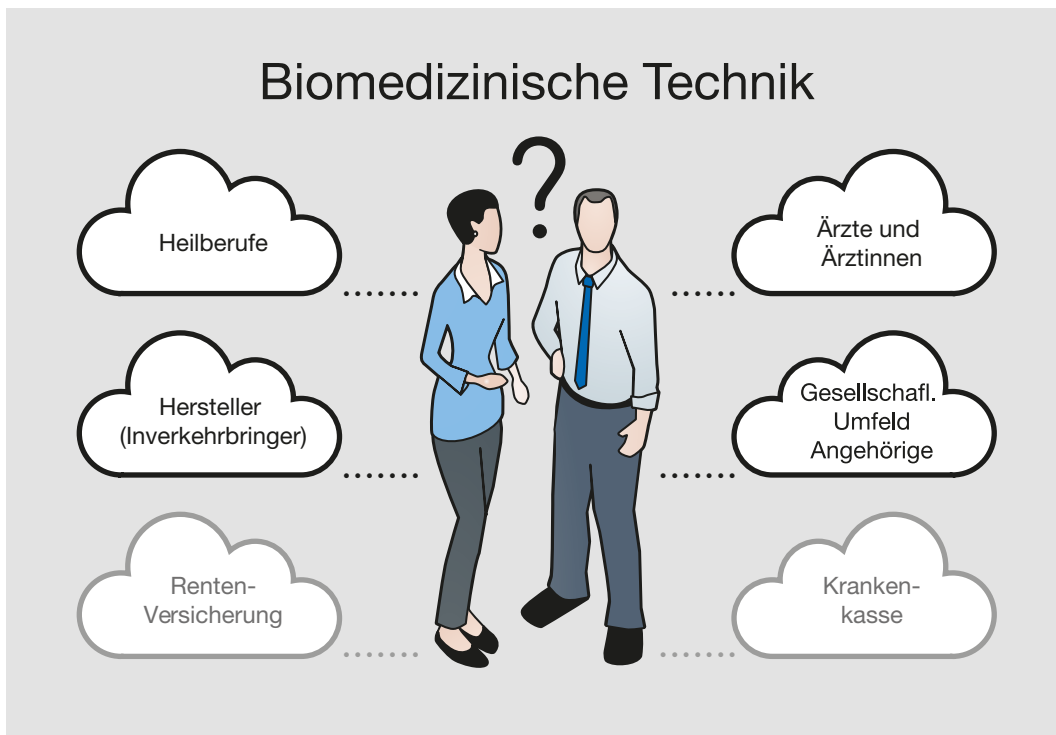 Biomedizinische Technik
?
Heilberufe
Ärzte und
Ärztinnen
Hersteller
(Inverkehrbringer)
Gesellschafl.
Umfeld
Angehörige
Renten-
Versicherung
Kranken-
kasse